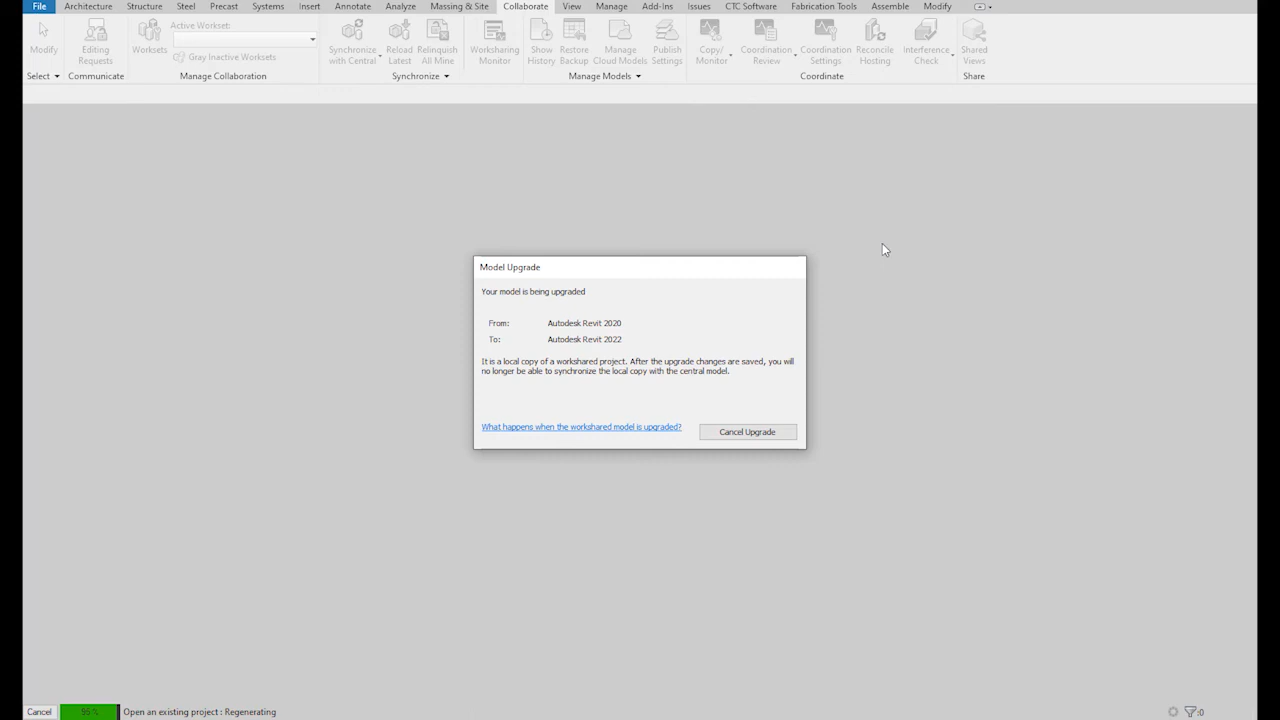 File Architecture Structure Steel Precast Systems Insert Annotate Analyze Massing & Site Collaborate View Manage Add-Ins Issues CTC Software Fabrication Tools Assemble Modify
Modify
Select
Editing
Requests
Communicate
Worksets
Active Workset:
Gray Inactive Worksets
Manage Collaboration
Synchronize
with Central
Reload
Latest
Relinquish
All Mine
Synchronize
Worksharing
Monitor
Show
History
Restore
Backup
Manage
Cloud Models
Publish
Settings
Manage Models
Copy/
Monitor
Coordination
Review
Coordination
Settings
Reconcile
Hosting
Interference
Check
Coordinate
Shared
Views
Share
Model Upgrade
Your model is being upgraded
From: Autodesk Revit 2020
To: Autodesk Revit 2022
It is a local copy of a workshared project. After the upgrade changes are saved, you will
no longer be able to synchronize the local copy with the central model.
What happens when the workshared model is upgraded?
Cancel Upgrade
Cancel 95 % Open an existing project : Regenerating
:0